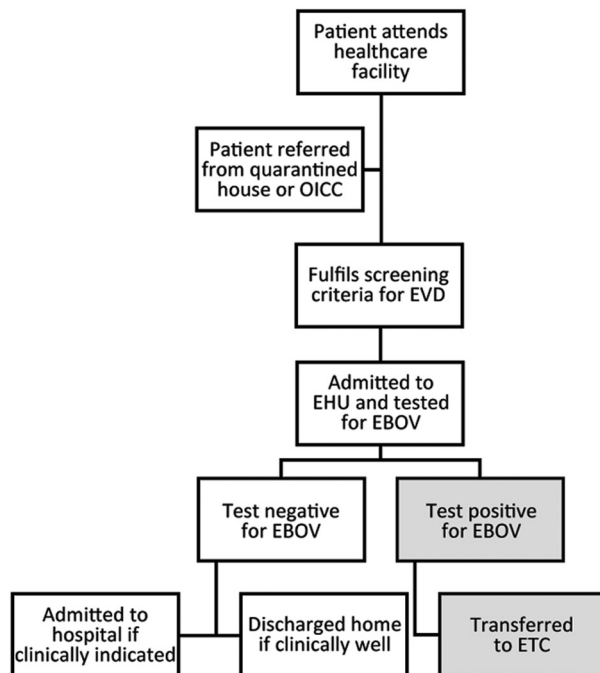 Patient attends
healthcare
facility
Patient referred
from quarantined
house or OICC
Fulfils screening
criteria for EVD
Admitted to
EHU and tested
for EBOV
Test negative
for EBOV
Test positive
for EBOV
Admitted to
hospital if
clinically indicated
Discharged home
if clinically well
Transferred
to ETC